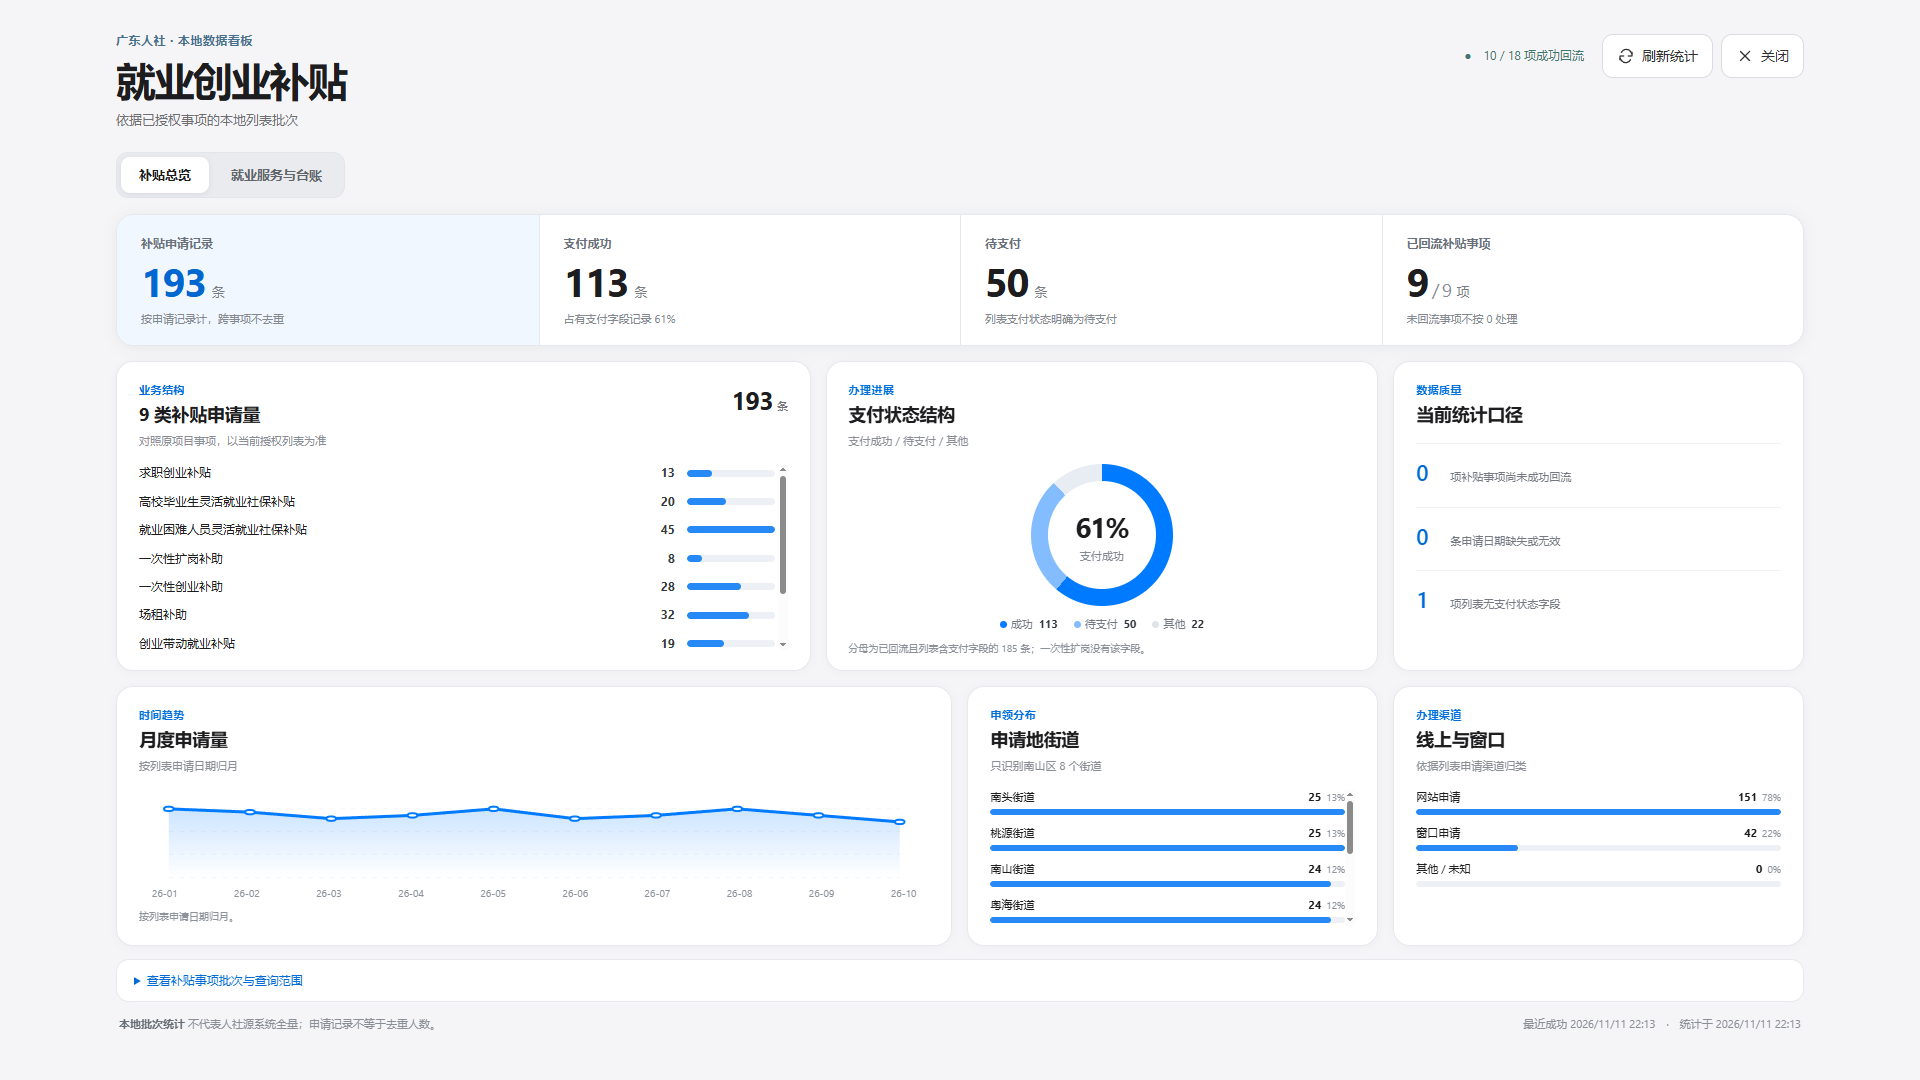 广东人社 · 本地数据看板
就业创业补贴
依据已授权事项的本地列表批次
10 / 18 项成功回流
刷新统计
关闭
补贴总览
就业服务与台账
补贴申请记录
193 条
按申请记录计，跨事项不去重
支付成功
113 条
占有支付字段记录 61%
待支付
50 条
列表支付状态明确为待支付
已回流补贴事项
9 / 9 项
未回流事项不按 0 处理
业务结构
9 类补贴申请量
193 条
对照原项目事项，以当前授权列表为准
求职创业补贴 13
高校毕业生灵活就业社保补贴 20
就业困难人员灵活就业社保补贴 45
一次性扩岗补助 8
一次性创业补助 28
场租补助 32
创业带动就业补贴 19
办理进展
支付状态结构
支付成功 / 待支付 / 其他
61%
支付成功
成功 113 待支付 50 其他 22
分母为已回流且列表含支付字段的 185 条；一次性扩岗没有该字段。
数据质量
当前统计口径
0 项补贴事项尚未成功回流
0 条申请日期缺失或无效
1 项列表无支付状态字段
时间趋势
月度申请量
按列表申请日期归月
26-01 26-02 26-03 26-04 26-05 26-06 26-07 26-08 26-09 26-10
按列表申请日期归月。
申领分布
申请地街道
只识别南山区 8 个街道
南头街道 25 13%
桃源街道 25 13%
南山街道 24 12%
粤海街道 24 12%
办理渠道
线上与窗口
依据列表申请渠道归类
网站申请 151 78%
窗口申请 42 22%
其他 / 未知 0 0%
查看补贴事项批次与查询范围
本地批次统计 不代表人社源系统全量；申请记录不等于去重人数。
最近成功 2026/11/11 22:13 · 统计于 2026/11/11 22:13